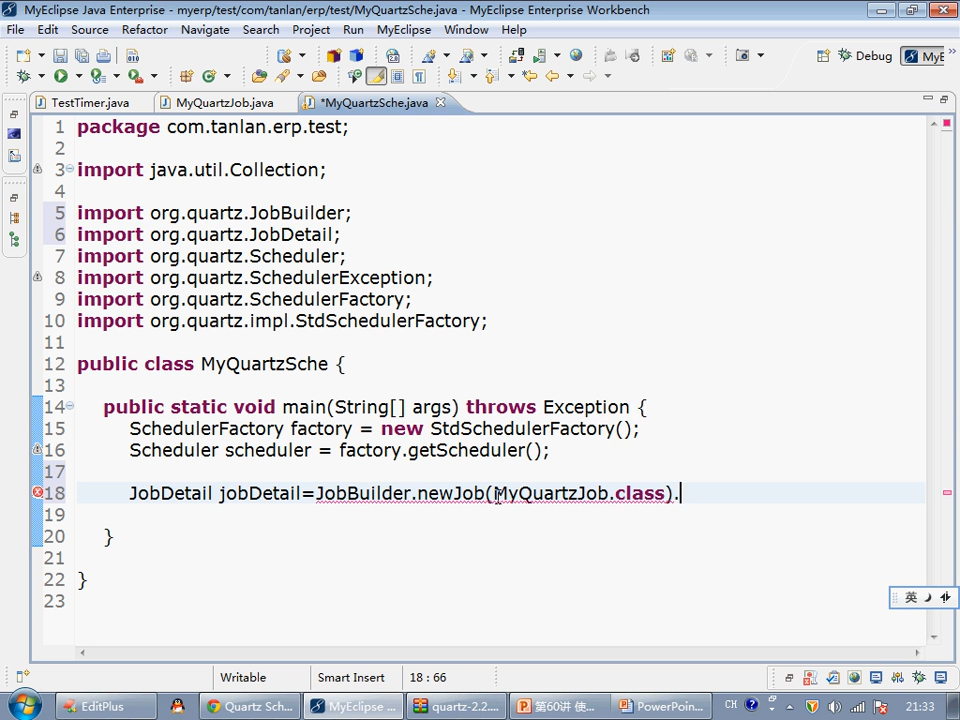 MyEclipse Java Enterprise - myerp/test/com/tanlan/erp/test/MyQuartzSche.java - MyEclipse Enterprise Workbench
File Edit Source Refactor Navigate Search Project Run MyEclipse Window Help
Debug MyE
TestTimer.java MyQuartzJob.java *MyQuartzSche.java
1 package com.tanlan.erp.test;
2
3 import java.util.Collection;
4
5 import org.quartz.JobBuilder;
6 import org.quartz.JobDetail;
7 import org.quartz.Scheduler;
8 import org.quartz.SchedulerException;
9 import org.quartz.SchedulerFactory;
10 import org.quartz.impl.StdSchedulerFactory;
11
12 public class MyQuartzSche {
13
14 public static void main(String[] args) throws Exception {
15 SchedulerFactory factory = new StdSchedulerFactory();
16 Scheduler scheduler = factory.getScheduler();
17
18 JobDetail jobDetail=JobBuilder.newJob(MyQuartzJob.class).
19
20 }
21
22 }
23
英
Writable Smart Insert 18 : 66
EditPlus Quartz Sch... MyEclipse ... quartz-2.2.... 第60讲 使... PowerPoin... CH 21:33